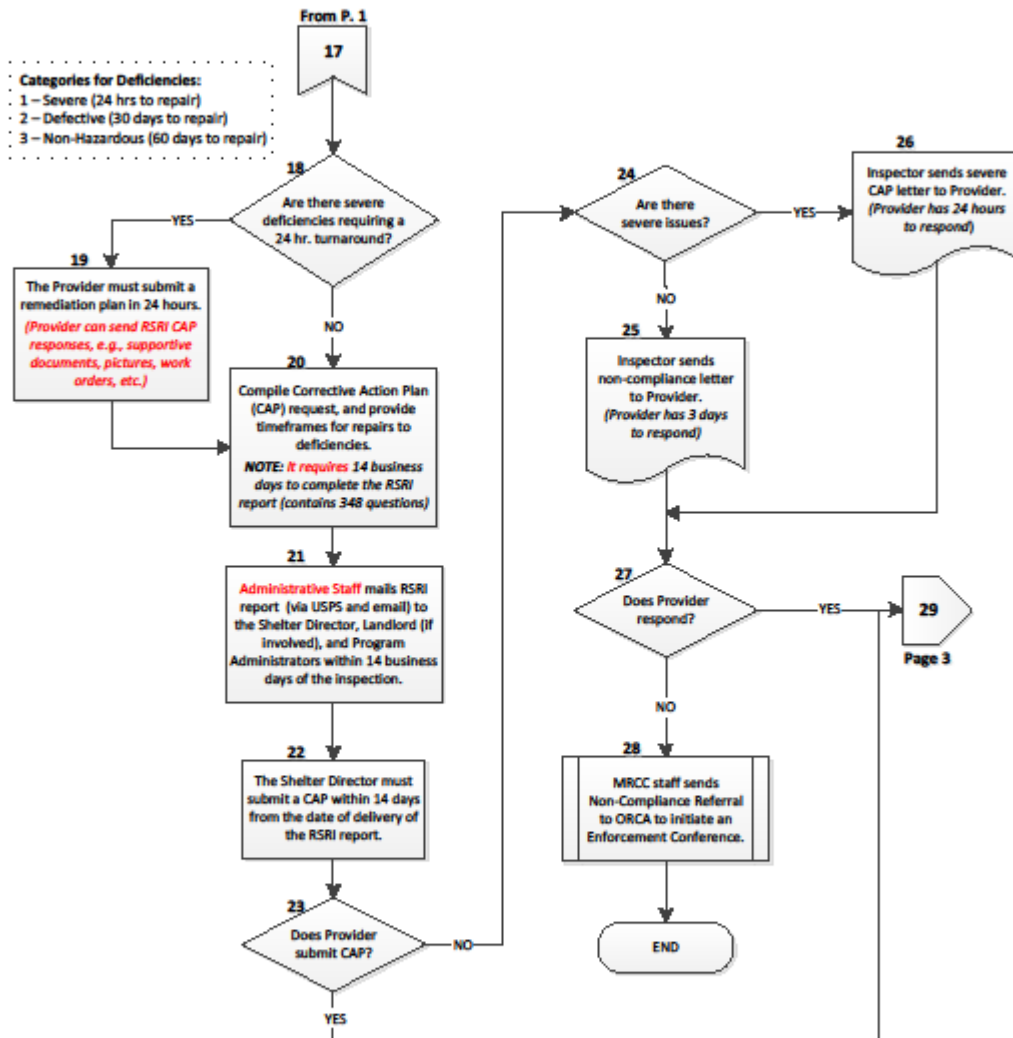 From P. 1
17
Categories for Deficiencies:
1 – Severe (24 hrs to repair)
2 – Defective (30 days to repair)
3 – Non-Hazardous (60 days to repair)
18
Are there severe
deficiencies requiring a
24 hr. turnaround?
YES
NO
19
The Provider must submit a
remediation plan in 24 hours.
(Provider can send RSRI CAP
responses, e.g., supportive
documents, pictures, work
orders, etc.)
20
Compile Corrective Action Plan
(CAP) request, and provide
timeframes for repairs to
deficiencies.
NOTE: It requires 14 business
days to complete the RSRI
report (contains 348 questions)
21
Administrative Staff mails RSRI
report (via USPS and email) to
the Shelter Director, Landlord (if
involved), and Program
Administrators within 14 business
days of the inspection.
22
The Shelter Director must
submit a CAP within 14 days
from the date of delivery of
the RSRI report.
23
Does Provider
submit CAP?
NO
YES
24
Are there
severe issues?
YES
NO
25
Inspector sends
non-compliance letter
to Provider.
(Provider has 3 days
to respond)
26
Inspector sends severe
CAP letter to Provider.
(Provider has 24 hours
to respond)
27
Does Provider
respond?
YES
NO
29
Page 3
28
MRCC staff sends
Non-Compliance Referral
to ORCA to initiate an
Enforcement Conference.
END